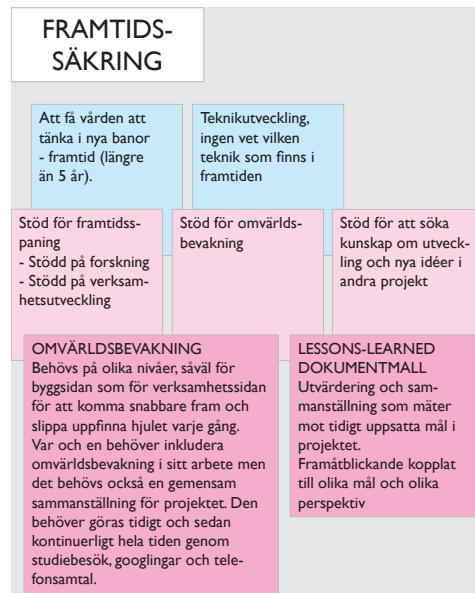 FRAMTIDS-
SÄKRING
Att få vården att
tänka i nya banor
- framtid (längre
än 5 år).
Teknikutveckling,
ingen vet vilken
teknik som finns i
framtiden
Stöd för framtidss-
paning
- Stödd på forskning
- Stödd på verksam-
hetsutveckling
Stöd för omvärlds-
bevakning
Stöd för att söka
kunskap om utveck-
ling och nya idéer i
andra projekt
OMVÄRLDSBEVAKNING
Behövs på olika nivåer, såväl för
byggsidan som för verksamhetssidan
för att komma snabbare fram och
slippa uppfinna hjulet varje gång.
Var och en behöver inkludera
omvärldsbevakning i sitt arbete men
det behövs också en gemensam
sammanställning för projektet. Den
behöver göras tidigt och sedan
kontinuerligt hela tiden genom
studiebesök, googlingar och tele-
fonsamtal.
LESSONS-LEARNED
DOKUMENTMALL
Utvärdering och sam-
manställning som mäter
mot tidigt uppsatta mål i
projektet.
Framåtblickande kopplat
till olika mål och olika
perspektiv